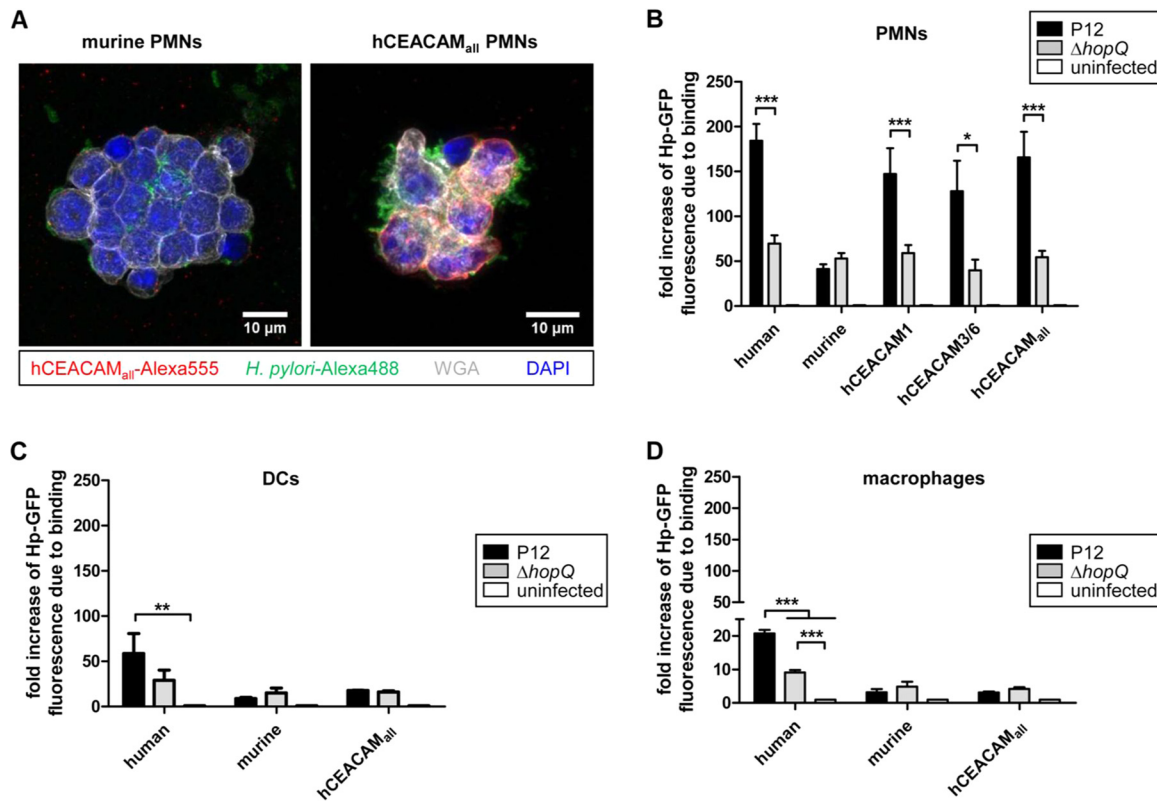 A
murine PMNs
hCEACAMall PMNs
10 µm
10 µm
hCEACAMall-Alexa555 H. pylori-Alexa488 WGA DAPI
B
PMNs
P12
ΔhopQ
uninfected
fold increase of Hp-GFP
fluorescence due to binding
250
200
150
100
50
0
***
***
*
***
human
murine
hCEACAM1
hCEACAM3/6
hCEACAMall
C
DCs
fold increase of Hp-GFP
fluorescence due to binding
250
200
150
100
50
0
**
P12
ΔhopQ
uninfected
human
murine
hCEACAMall
D
macrophages
fold increase of Hp-GFP
fluorescence due to binding
250
200
150
100
50
20
10
0
***
***
P12
ΔhopQ
uninfected
human
murine
hCEACAMall